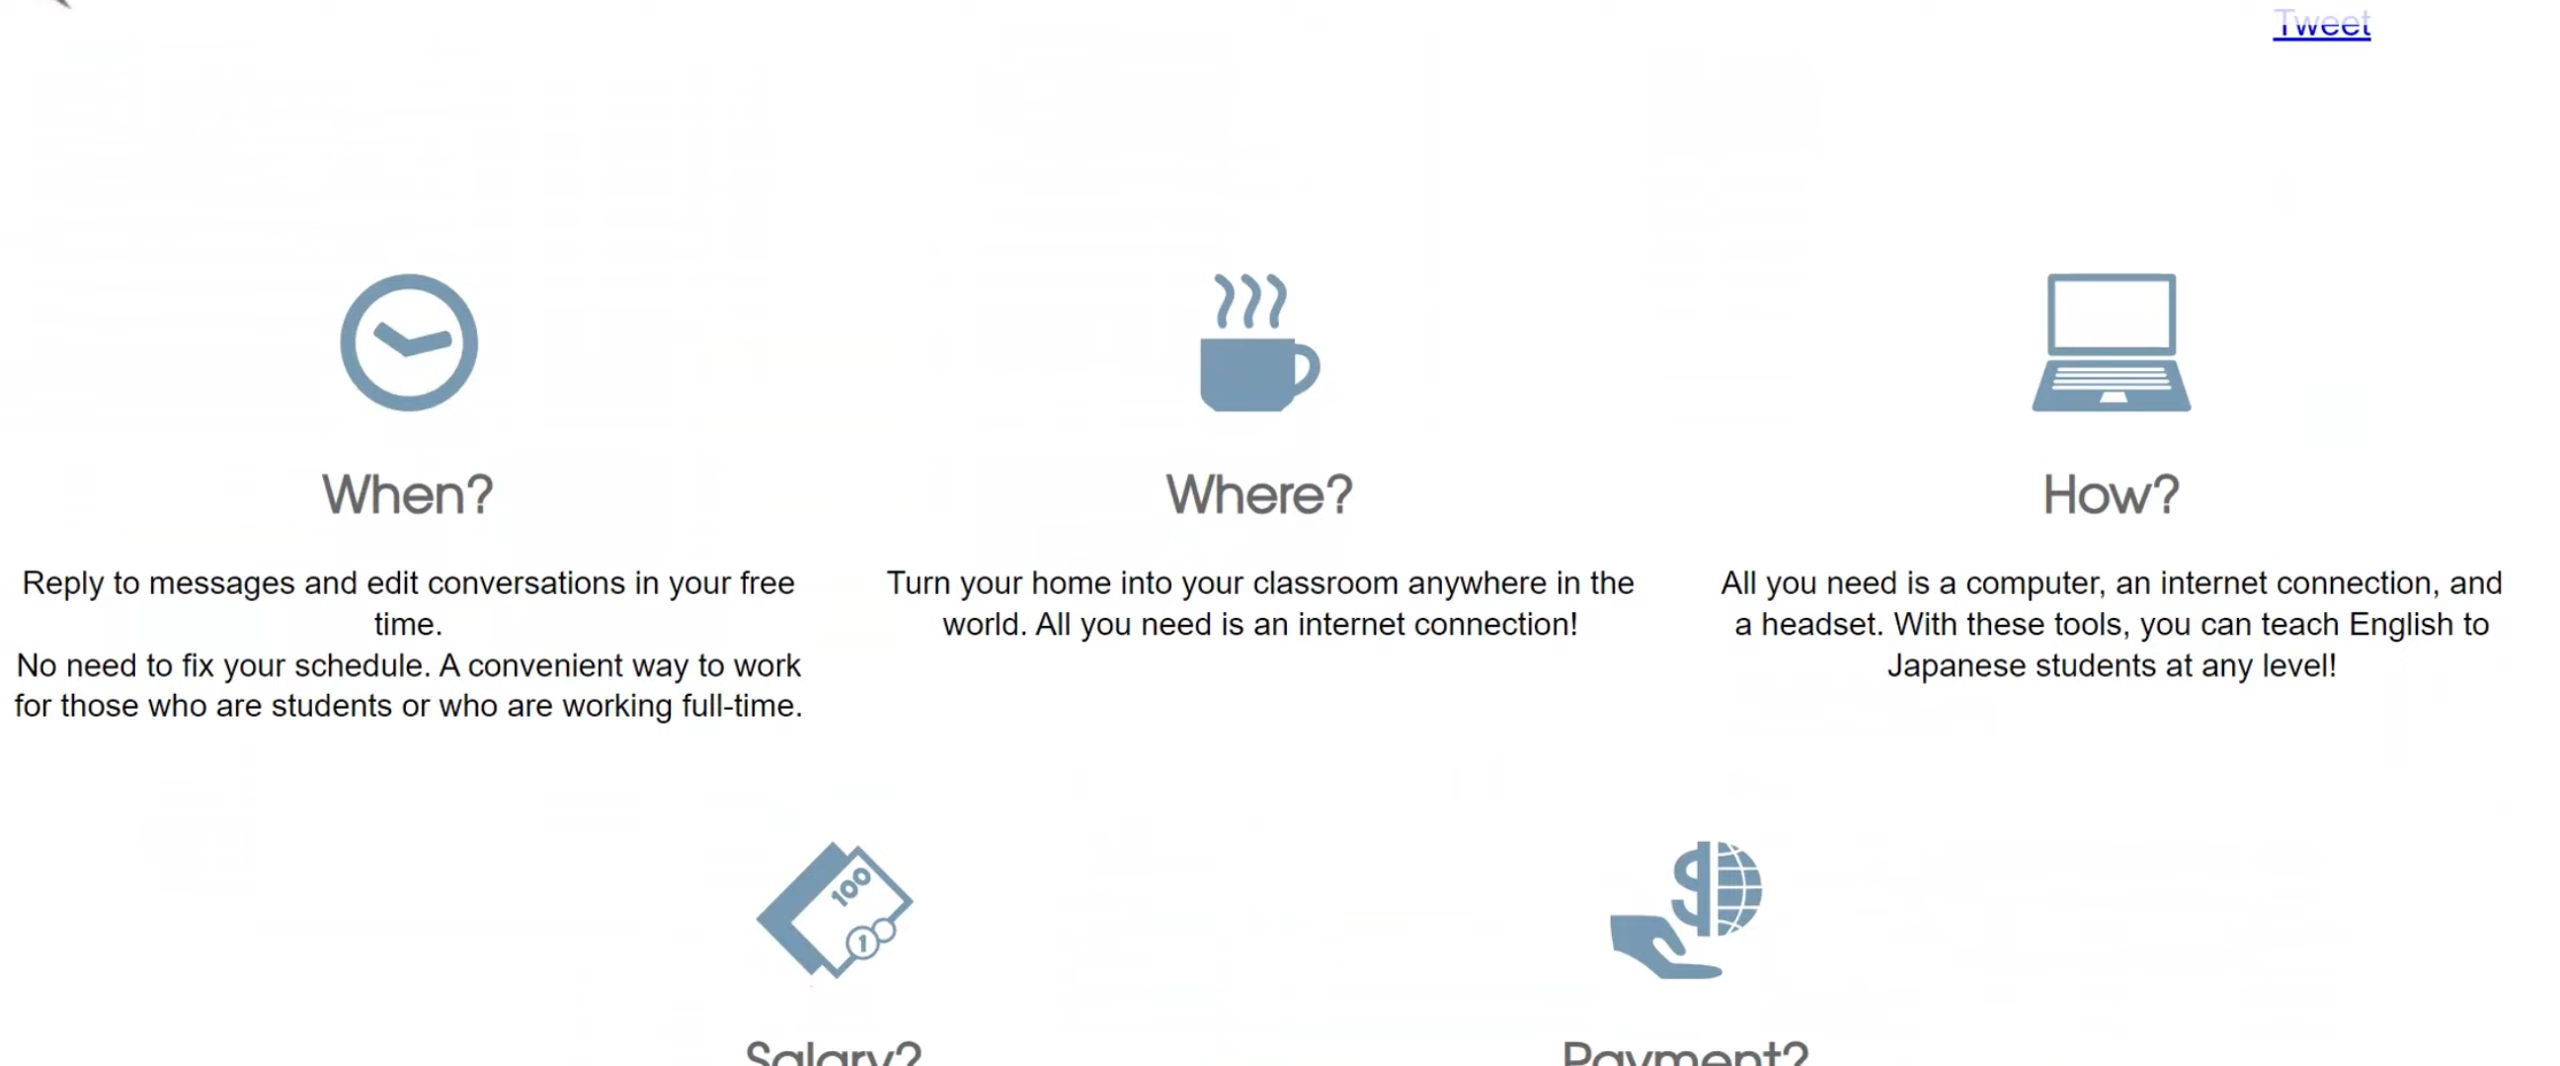 Tweet
When?
Where?
How?
Reply to messages and edit conversations in your free
time.
No need to fix your schedule. A convenient way to work
for those who are students or who are working full-time.
Turn your home into your classroom anywhere in the
world. All you need is an internet connection!
All you need is a computer, an internet connection, and
a headset. With these tools, you can teach English to
Japanese students at any level!
100
1
$
Salary?
Payment?